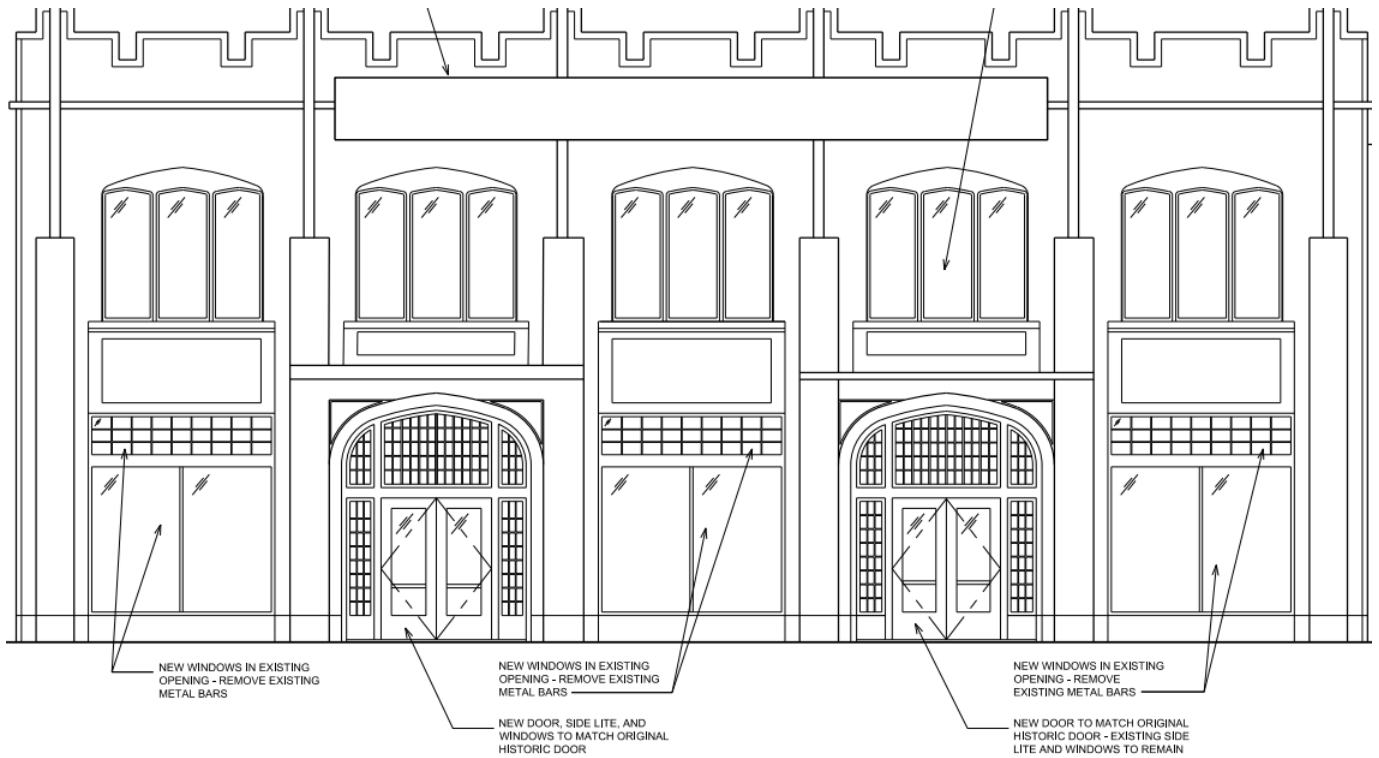 NEW WINDOWS IN EXISTING
OPENING - REMOVE EXISTING
METAL BARS
NEW WINDOWS IN EXISTING
OPENING - REMOVE EXISTING
METAL BARS
NEW WINDOWS IN EXISTING
OPENING - REMOVE
EXISTING METAL BARS
NEW DOOR, SIDE LITE, AND
WINDOWS TO MATCH ORIGINAL
HISTORIC DOOR
NEW DOOR TO MATCH ORIGINAL
HISTORIC DOOR - EXISTING SIDE
LITE AND WINDOWS TO REMAIN